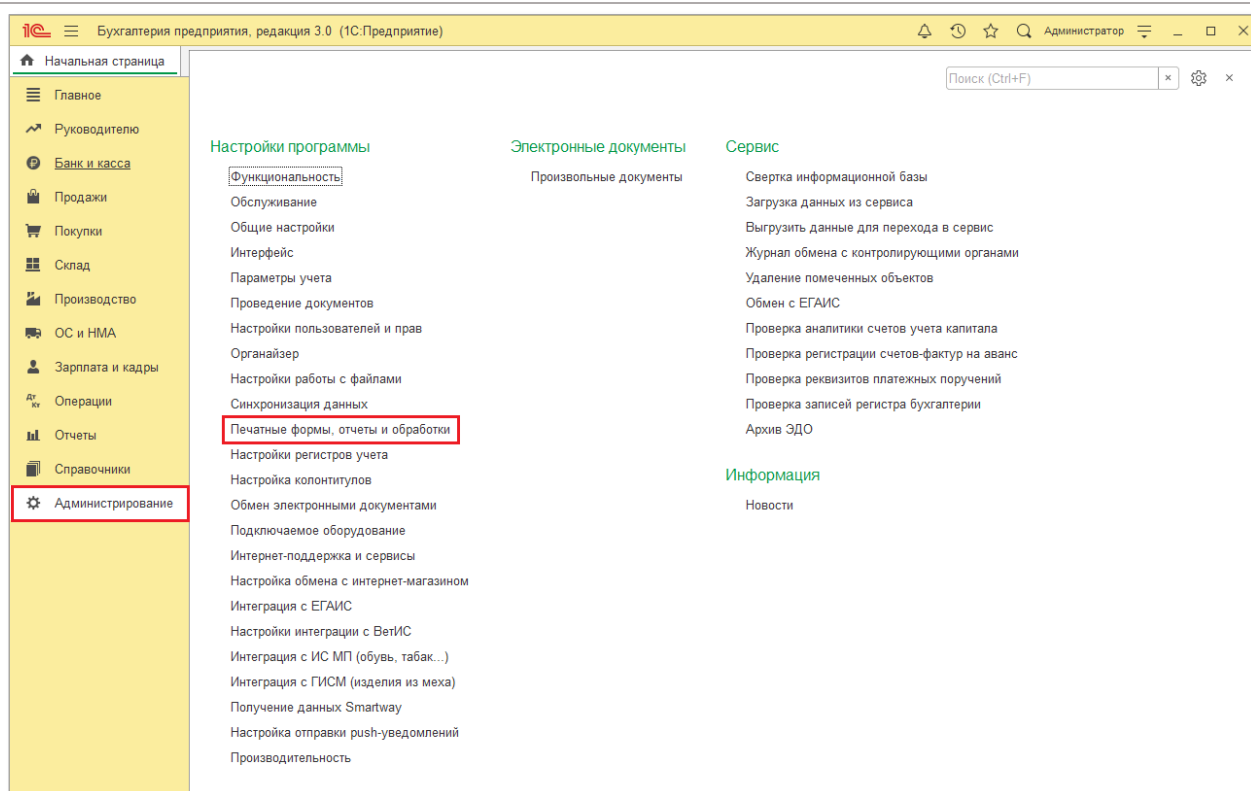 1С Бухгалтерия предприятия, редакция 3.0 (1С:Предприятие) Администратор
Начальная страница
Поиск (Ctrl+F)
Главное
Руководителю
Банк и касса
Продажи
Покупки
Склад
Производство
ОС и НМА
Зарплата и кадры
Дт Кт Операции
Отчеты
Справочники
Администрирование
Настройки программы
Функциональность
Обслуживание
Общие настройки
Интерфейс
Параметры учета
Проведение документов
Настройки пользователей и прав
Органайзер
Настройки работы с файлами
Синхронизация данных
Печатные формы, отчеты и обработки
Настройки регистров учета
Настройка колонтитулов
Обмен электронными документами
Подключаемое оборудование
Интернет-поддержка и сервисы
Настройка обмена с интернет-магазином
Интеграция с ЕГАИС
Настройки интеграции с ВетИС
Интеграция с ИС МП (обувь, табак...)
Интеграция с ГИСМ (изделия из меха)
Получение данных Smartway
Настройка отправки push-уведомлений
Производительность
Электронные документы
Произвольные документы
Сервис
Свертка информационной базы
Загрузка данных из сервиса
Выгрузить данные для перехода в сервис
Журнал обмена с контролирующими органами
Удаление помеченных объектов
Обмен с ЕГАИС
Проверка аналитики счетов учета капитала
Проверка регистрации счетов-фактур на аванс
Проверка реквизитов платежных поручений
Проверка записей регистра бухгалтерии
Архив ЭДО
Информация
Новости